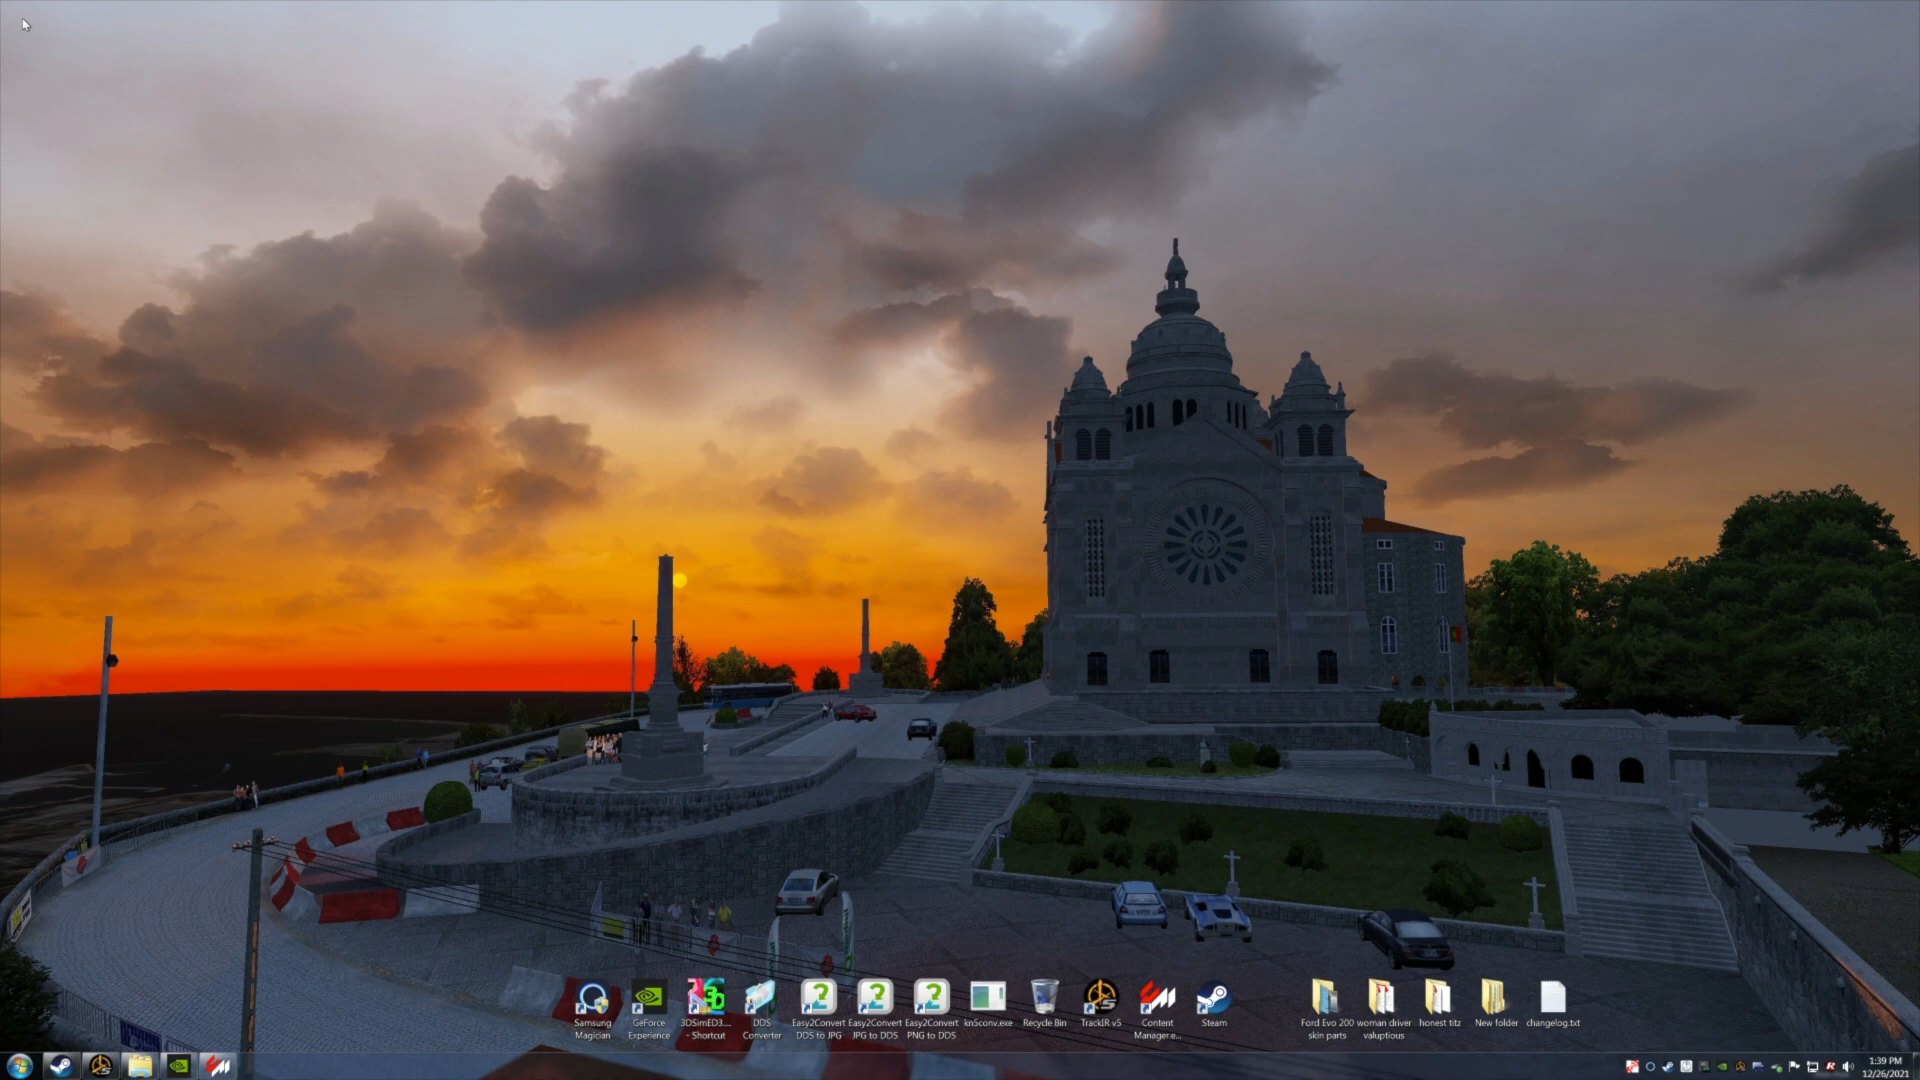 Samsung
Magician
GeForce
Experience
3DSimED3....
- Shortcut
DDS
Converter
Easy2Convert
DDS to JPG
Easy2Convert
JPG to DDS
Easy2Convert
PNG to DDS
kn5conv.exe
Recycle Bin
TrackIR v5
Content
Manager.e...
Steam
Ford Evo 200
skin parts
woman driver
valuptious
honest titz
New folder
changelog.txt
1:39 PM
12/26/2021